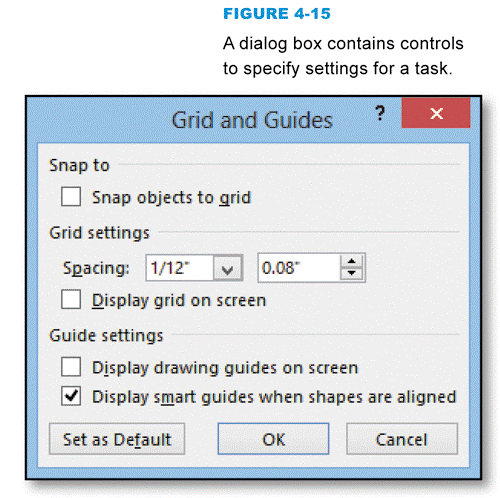 FIGURE 4-15
A dialog box contains controls
to specify settings for a task.
Grid and Guides ?
Snap to
Snap objects to grid
Grid settings
Spacing: 1/12" 0.08"
Display grid on screen
Guide settings
Display drawing guides on screen
Display smart guides when shapes are aligned
Set as Default OK Cancel